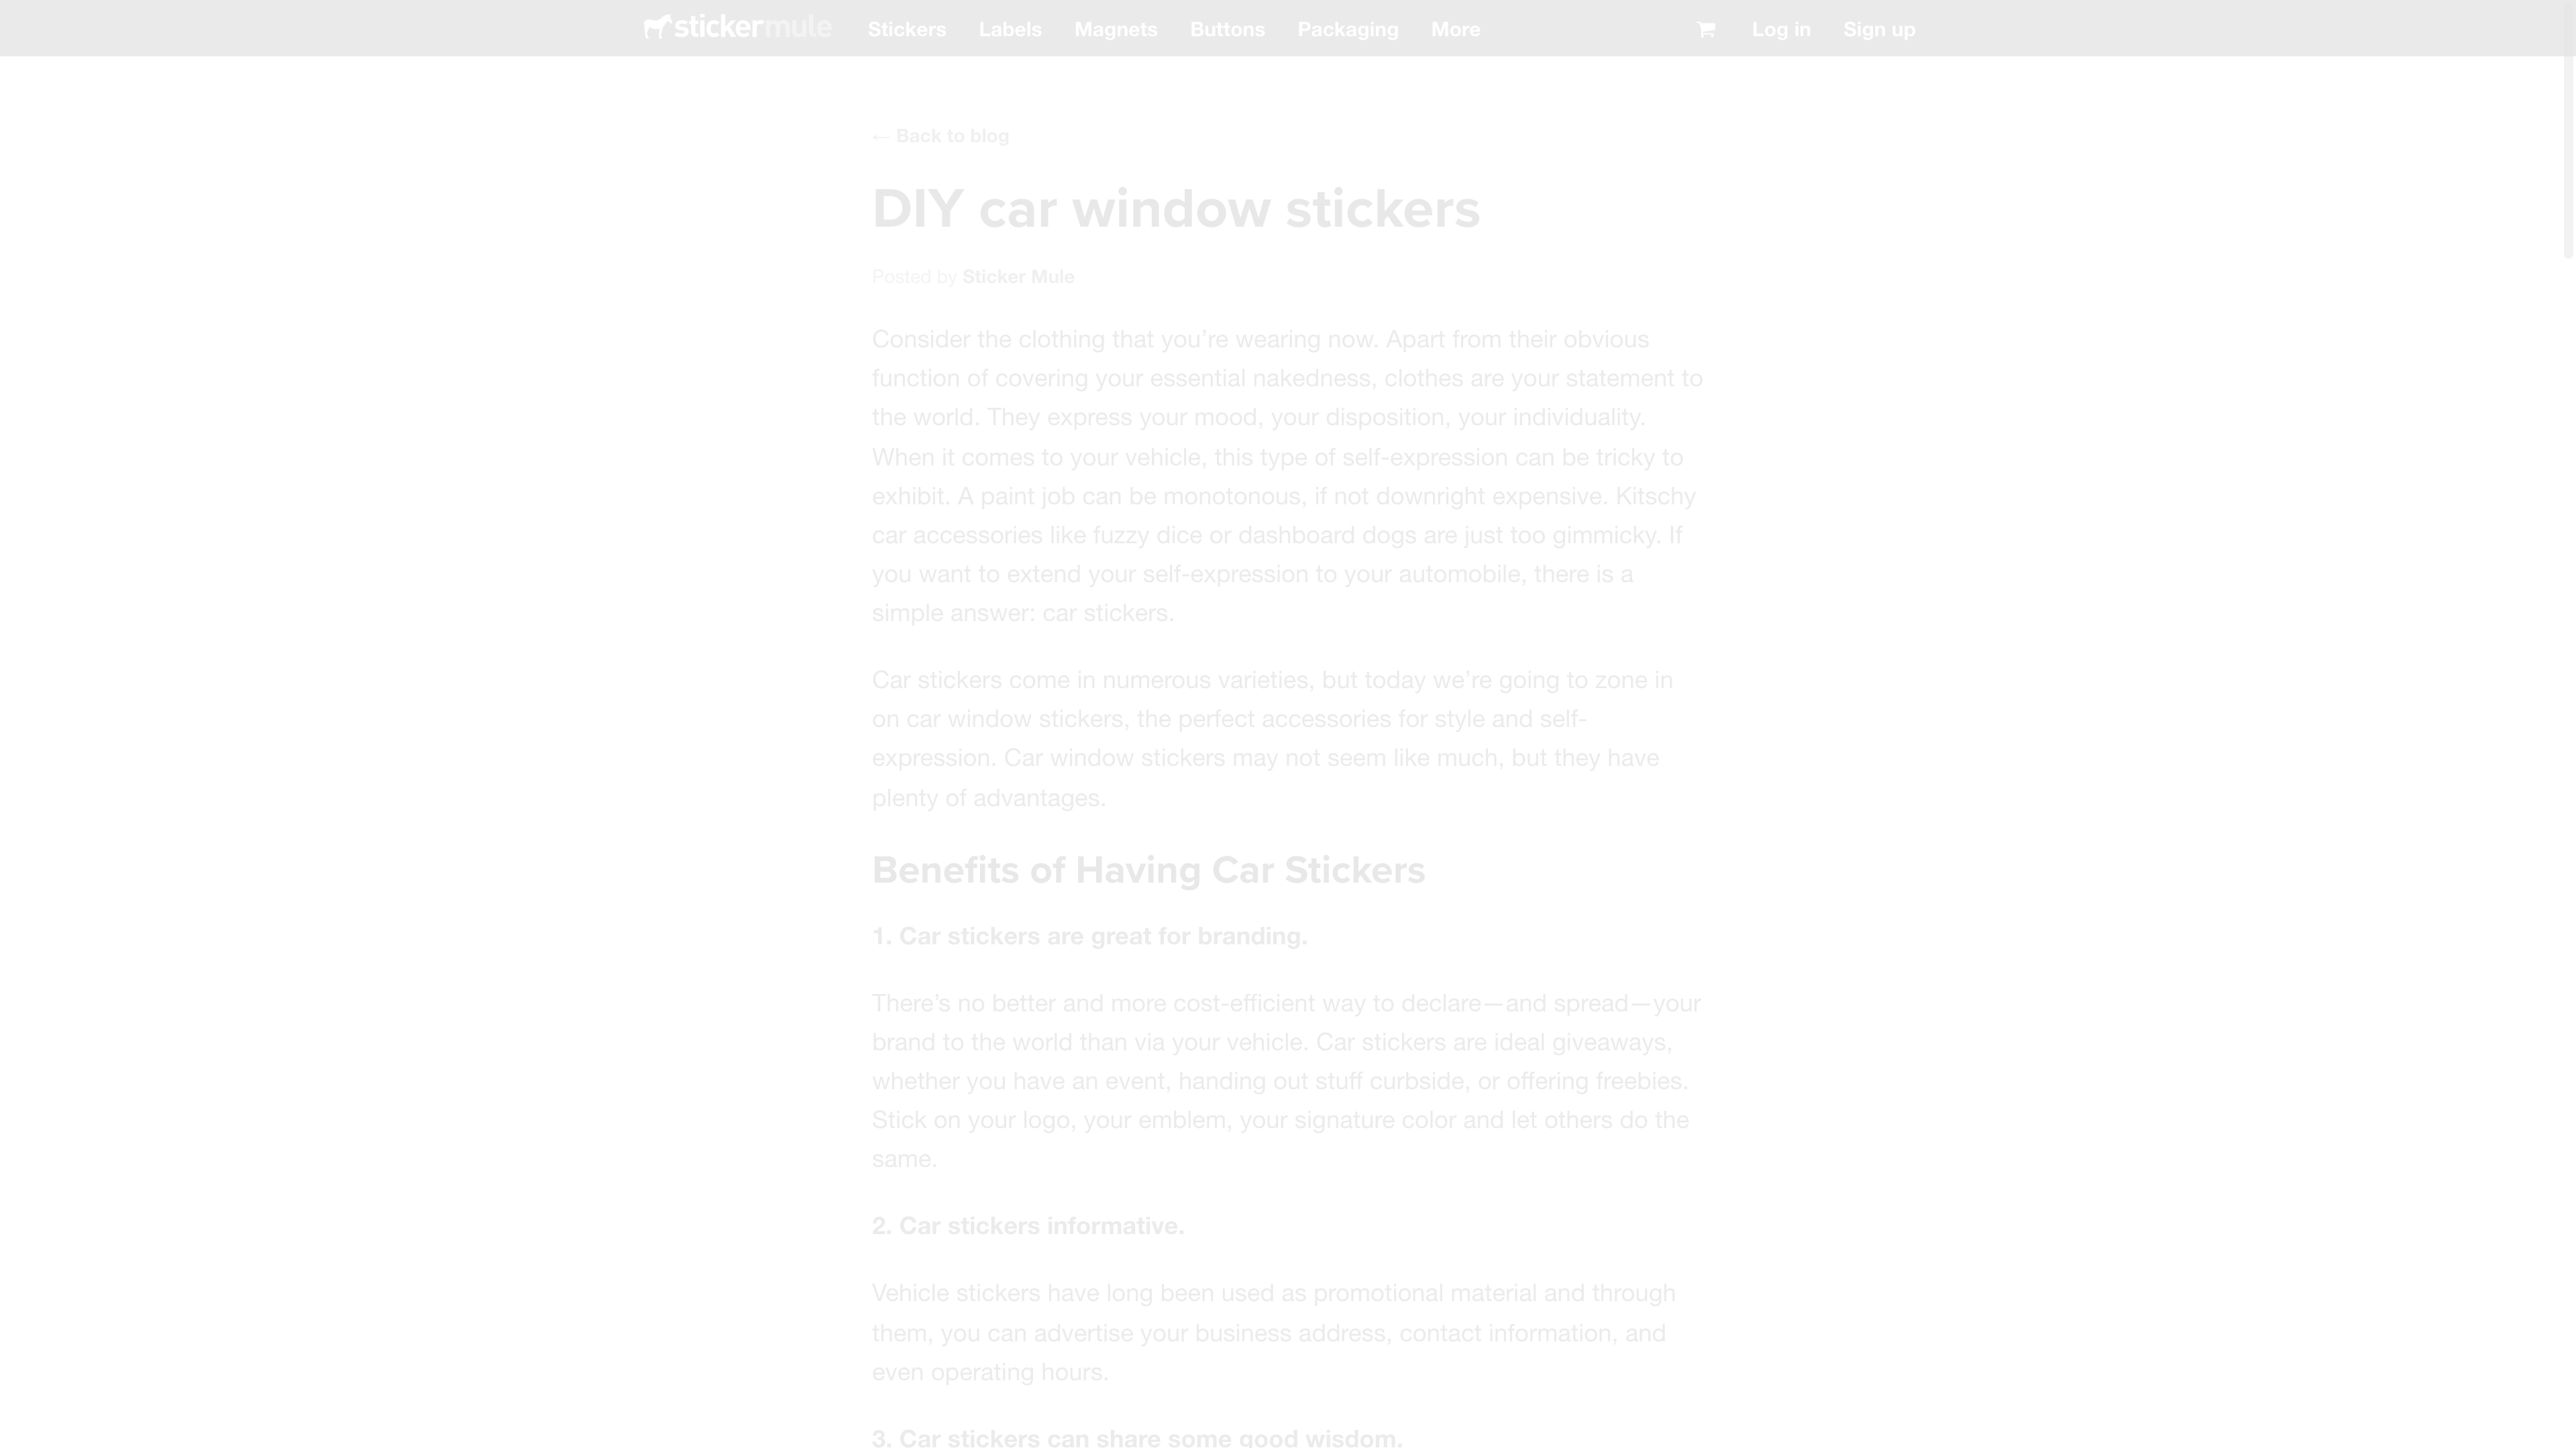 stickermule Stickers Labels Magnets Buttons Packaging More Log in Sign up
← Back to blog
DIY car window stickers
Posted by Sticker Mule
Consider the clothing that you’re wearing now. Apart from their obvious
function of covering your essential nakedness, clothes are your statement to
the world. They express your mood, your disposition, your individuality.
When it comes to your vehicle, this type of self-expression can be tricky to
exhibit. A paint job can be monotonous, if not downright expensive. Kitschy
car accessories like fuzzy dice or dashboard dogs are just too gimmicky. If
you want to extend your self-expression to your automobile, there is a
simple answer: car stickers.
Car stickers come in numerous varieties, but today we’re going to zone in
on car window stickers, the perfect accessories for style and self-
expression. Car window stickers may not seem like much, but they have
plenty of advantages.
Benefits of Having Car Stickers
1. Car stickers are great for branding.
There’s no better and more cost-efficient way to declare—and spread—your
brand to the world than via your vehicle. Car stickers are ideal giveaways,
whether you have an event, handing out stuff curbside, or offering freebies.
Stick on your logo, your emblem, your signature color and let others do the
same.
2. Car stickers informative.
Vehicle stickers have long been used as promotional material and through
them, you can advertise your business address, contact information, and
even operating hours.
3. Car stickers can share some good wisdom.